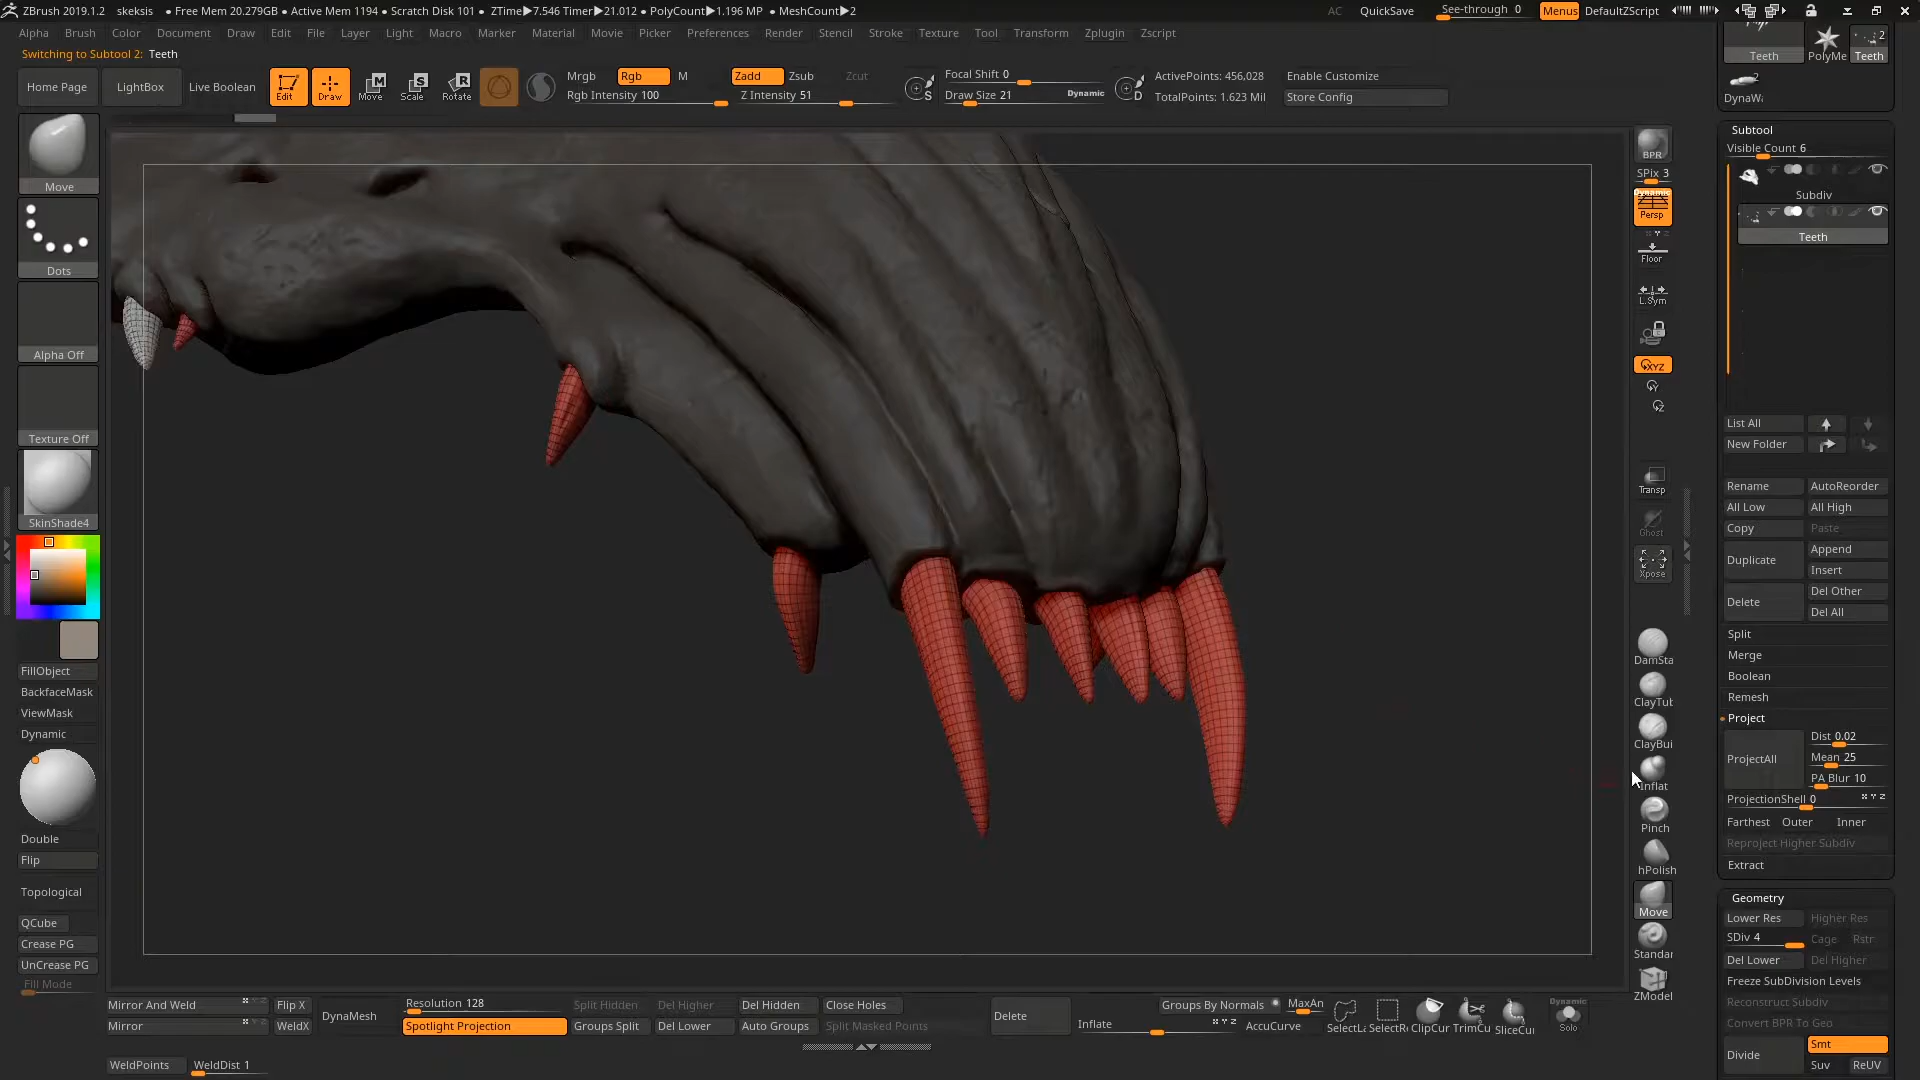 ZBrush 2019.1.2 skeksis • Free Mem 20.279GB • Active Mem 1194 • Scratch Disk 101 • ZTime▶7.546 Timer▶21.012 • PolyCount▶1.196 MP • MeshCount▶2 AC QuickSave See-through 0 Menus DefaultZScript
Alpha Brush Color Document Draw Edit File Layer Light Macro Marker Material Movie Picker Preferences Render Stencil Stroke Texture Tool Transform Zplugin Zscript
Switching to Subtool 2: Teeth
Teeth PolyMe Teeth
2
2
DynaW
Home Page LightBox Live Boolean Edit Draw Move Scale Rotate
Mrgb Rgb M Zadd Zsub Zcut
Rgb Intensity 100 Z Intensity 51
S Focal Shift 0
Draw Size 21 Dynamic
D ActivePoints: 456,028
TotalPoints: 1.623 Mil
Enable Customize
Store Config
Move
Dots
Alpha Off
Texture Off
SkinShade4
FillObject
BackfaceMask
ViewMask
Dynamic
Double
Flip
Topological
QCube
Crease PG
UnCrease PG
Fill Mode
BPR
SPix 3
Dynamic
Persp
Floor
L.Sym
XYZ
Y
Z
Transp
Ghost
Xpose
DamSta
ClayTub
ClayBui
Inflat
Pinch
hPolish
Move
Standar
ZModel
Subtool
Visible Count 6
Subdiv
Teeth
List All
New Folder
Rename AutoReorder
All Low All High
Copy Paste
Duplicate Append
Insert
Delete Del Other
Del All
Split
Merge
Boolean
Remesh
Project
ProjectAll Dist 0.02
Mean 25
PA Blur 10
ProjectionShell 0 X Y Z
Farthest Outer Inner
Reproject Higher Subdiv
Extract
Geometry
Lower Res Higher Res
SDiv 4 Cage Rstr
Del Lower Del Higher
Freeze SubDivision Levels
Reconstruct Subdiv
Convert BPR To Geo
Divide Smt
Suv ReUV
Mirror And Weld Flip X
Mirror WeldX
DynaMesh
Resolution 128 Split Hidden Del Higher Del Hidden Close Holes
Spotlight Projection Groups Split Del Lower Auto Groups Split Masked Points
Delete
Inflate X Y Z
Groups By Normals MaxAn
AccuCurve
SelectLa SelectRe ClipCur TrimCu SliceCur
Dynamic
Solo
WeldPoints WeldDist 1